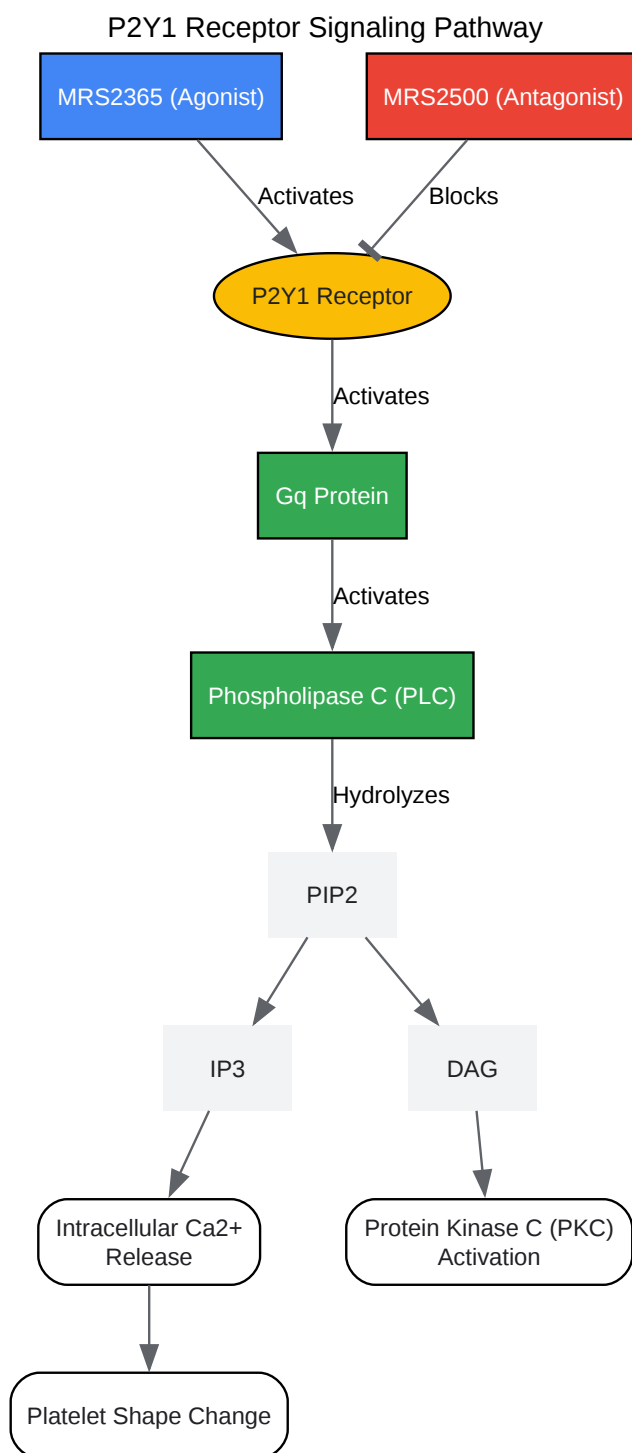 P2Y1 Receptor Signaling Pathway
MRS2365 (Agonist)
MRS2500 (Antagonist)
Activates
Blocks
P2Y1 Receptor
Activates
Gq Protein
Activates
Phospholipase C (PLC)
Hydrolyzes
PIP2
IP3
DAG
Intracellular Ca2+
Release
Protein Kinase C (PKC)
Activation
Platelet Shape Change